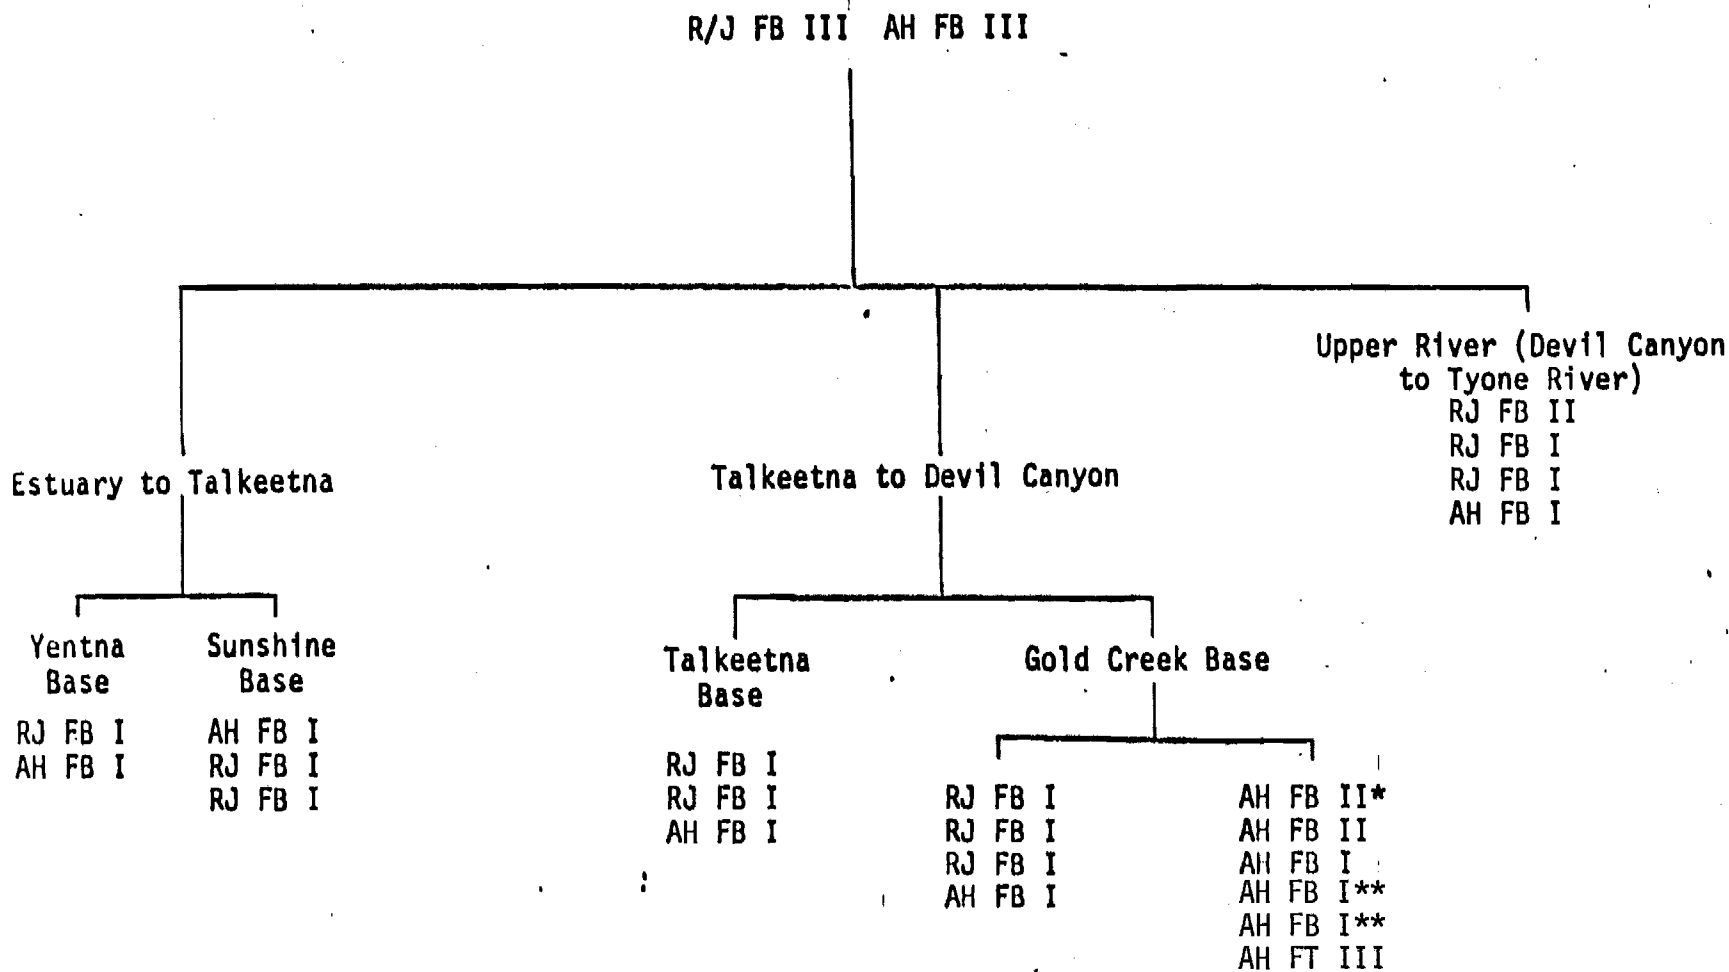 R/J FB III AH FB III
Upper River (Devil Canyon
to Tyone River)
RJ FB II
RJ FB I
RJ FB I
AH FB I
Estuary to Talkeetna
Talkeetna to Devil Canyon
Yentna
Base
RJ FB I
AH FB I
Sunshine
Base
AH FB I
RJ FB I
RJ FB I
Talkeetna
Base
RJ FB I
RJ FB I
AH FB I
Gold Creek Base
RJ FB I
RJ FB I
RJ FB I
AH FB I
AH FB II*
AH FB II
AH FB I
AH FB I**
AH FB I**
AH FT III